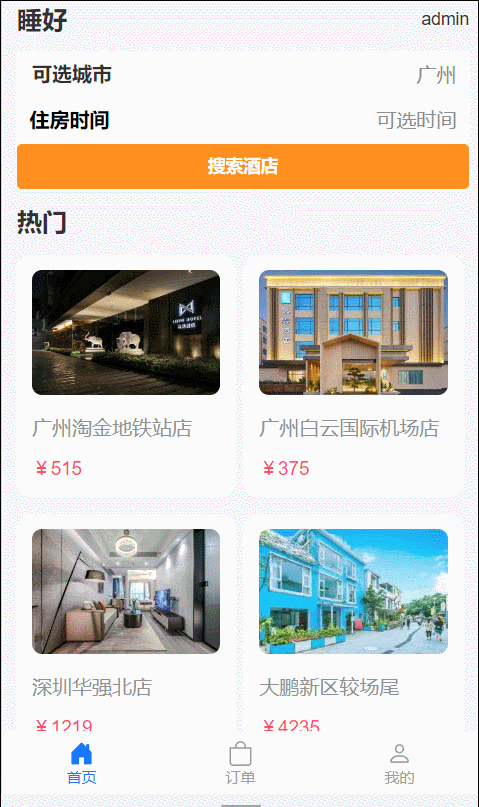 睡好
admin
可选城市
广州
住房时间
可选时间
搜索酒店
热门
广州淘金地铁站店
广州白云国际机场店
￥515
￥375
深圳华强北店
大鹏新区较场尾
￥1219
￥4235
首页
订单
我的